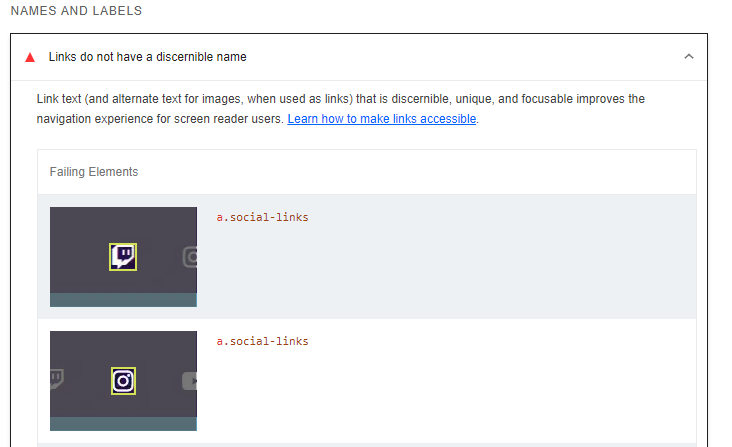 NAMES AND LABELS
Links do not have a discernible name
Link text (and alternate text for images, when used as links) that is discernible, unique, and focusable improves the
navigation experience for screen reader users. Learn how to make links accessible.
Failing Elements
a.social-links
a.social-links